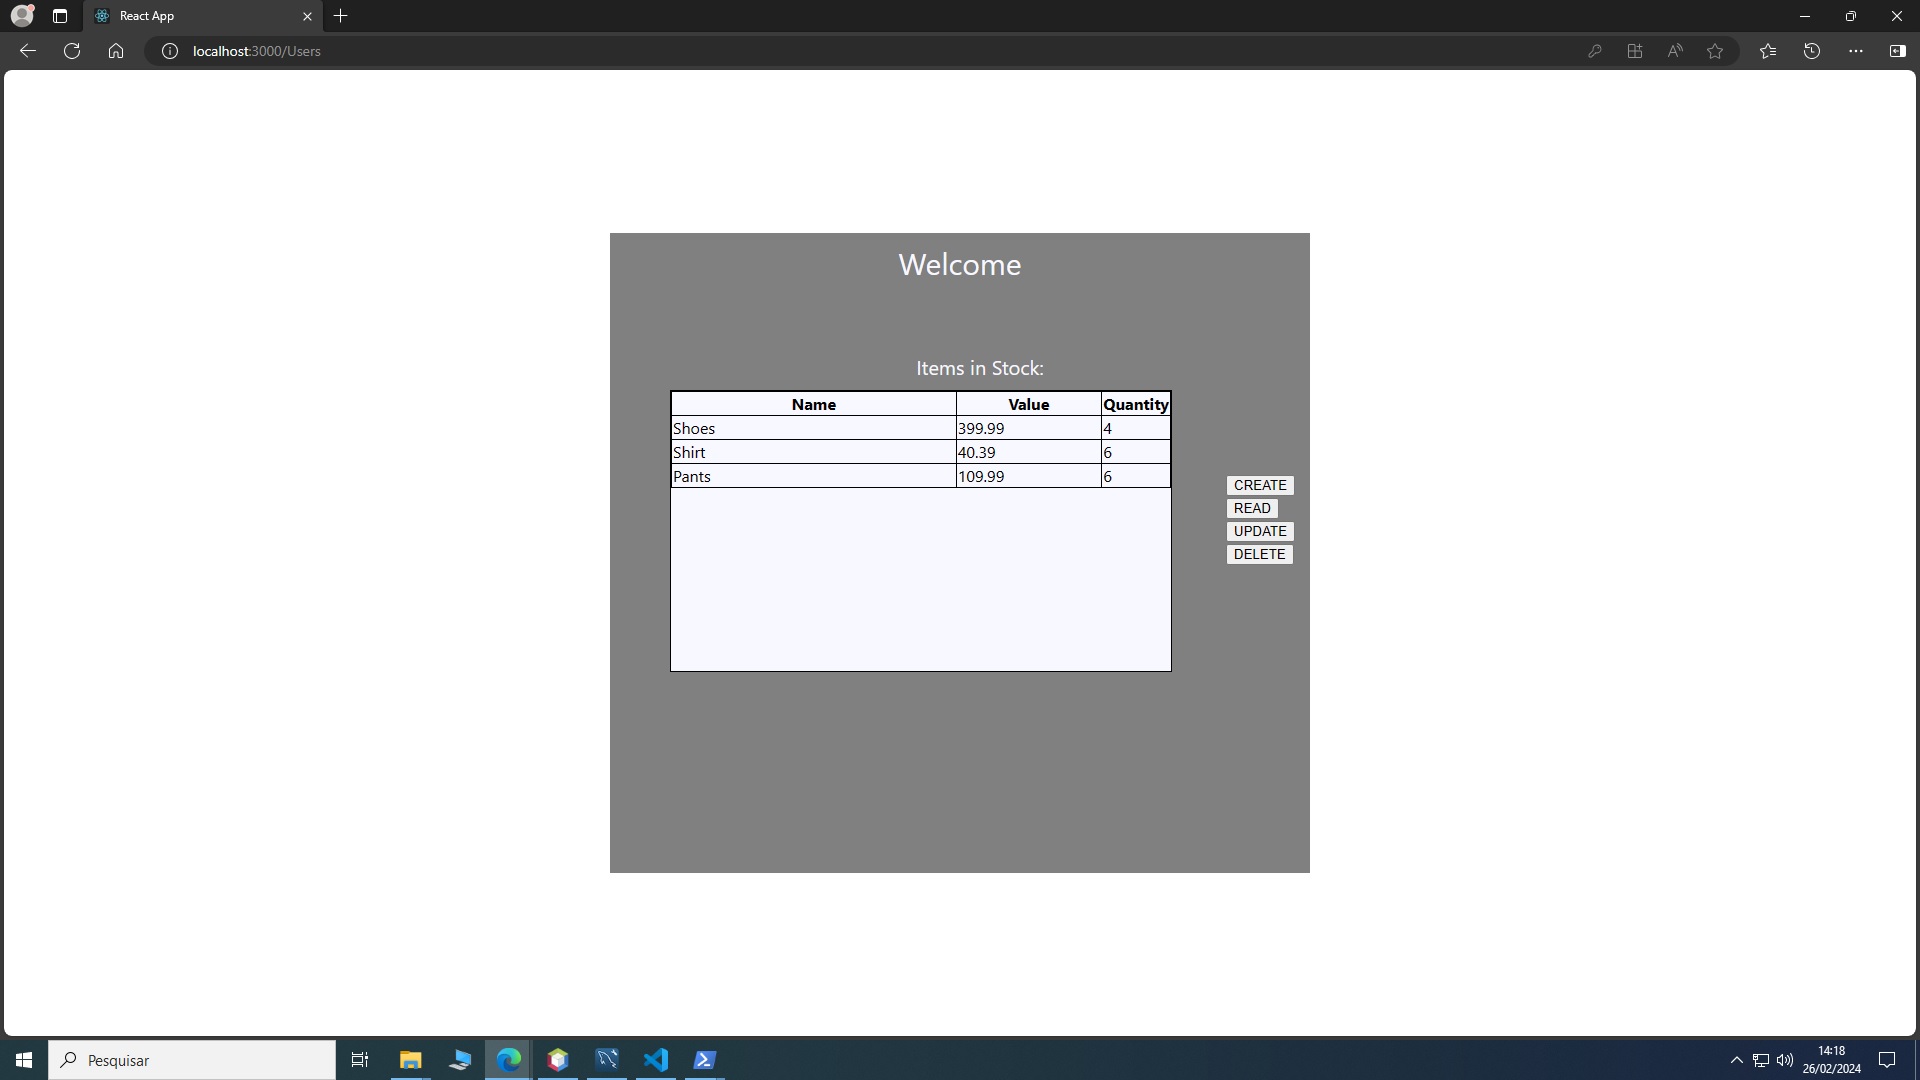 React App
localhost:3000/Users
Welcome
Items in Stock:
Name Value Quantity
Shoes 399.99 4
Shirt 40.39 6
Pants 109.99 6
CREATE
READ
UPDATE
DELETE
Pesquisar
14:18
26/02/2024